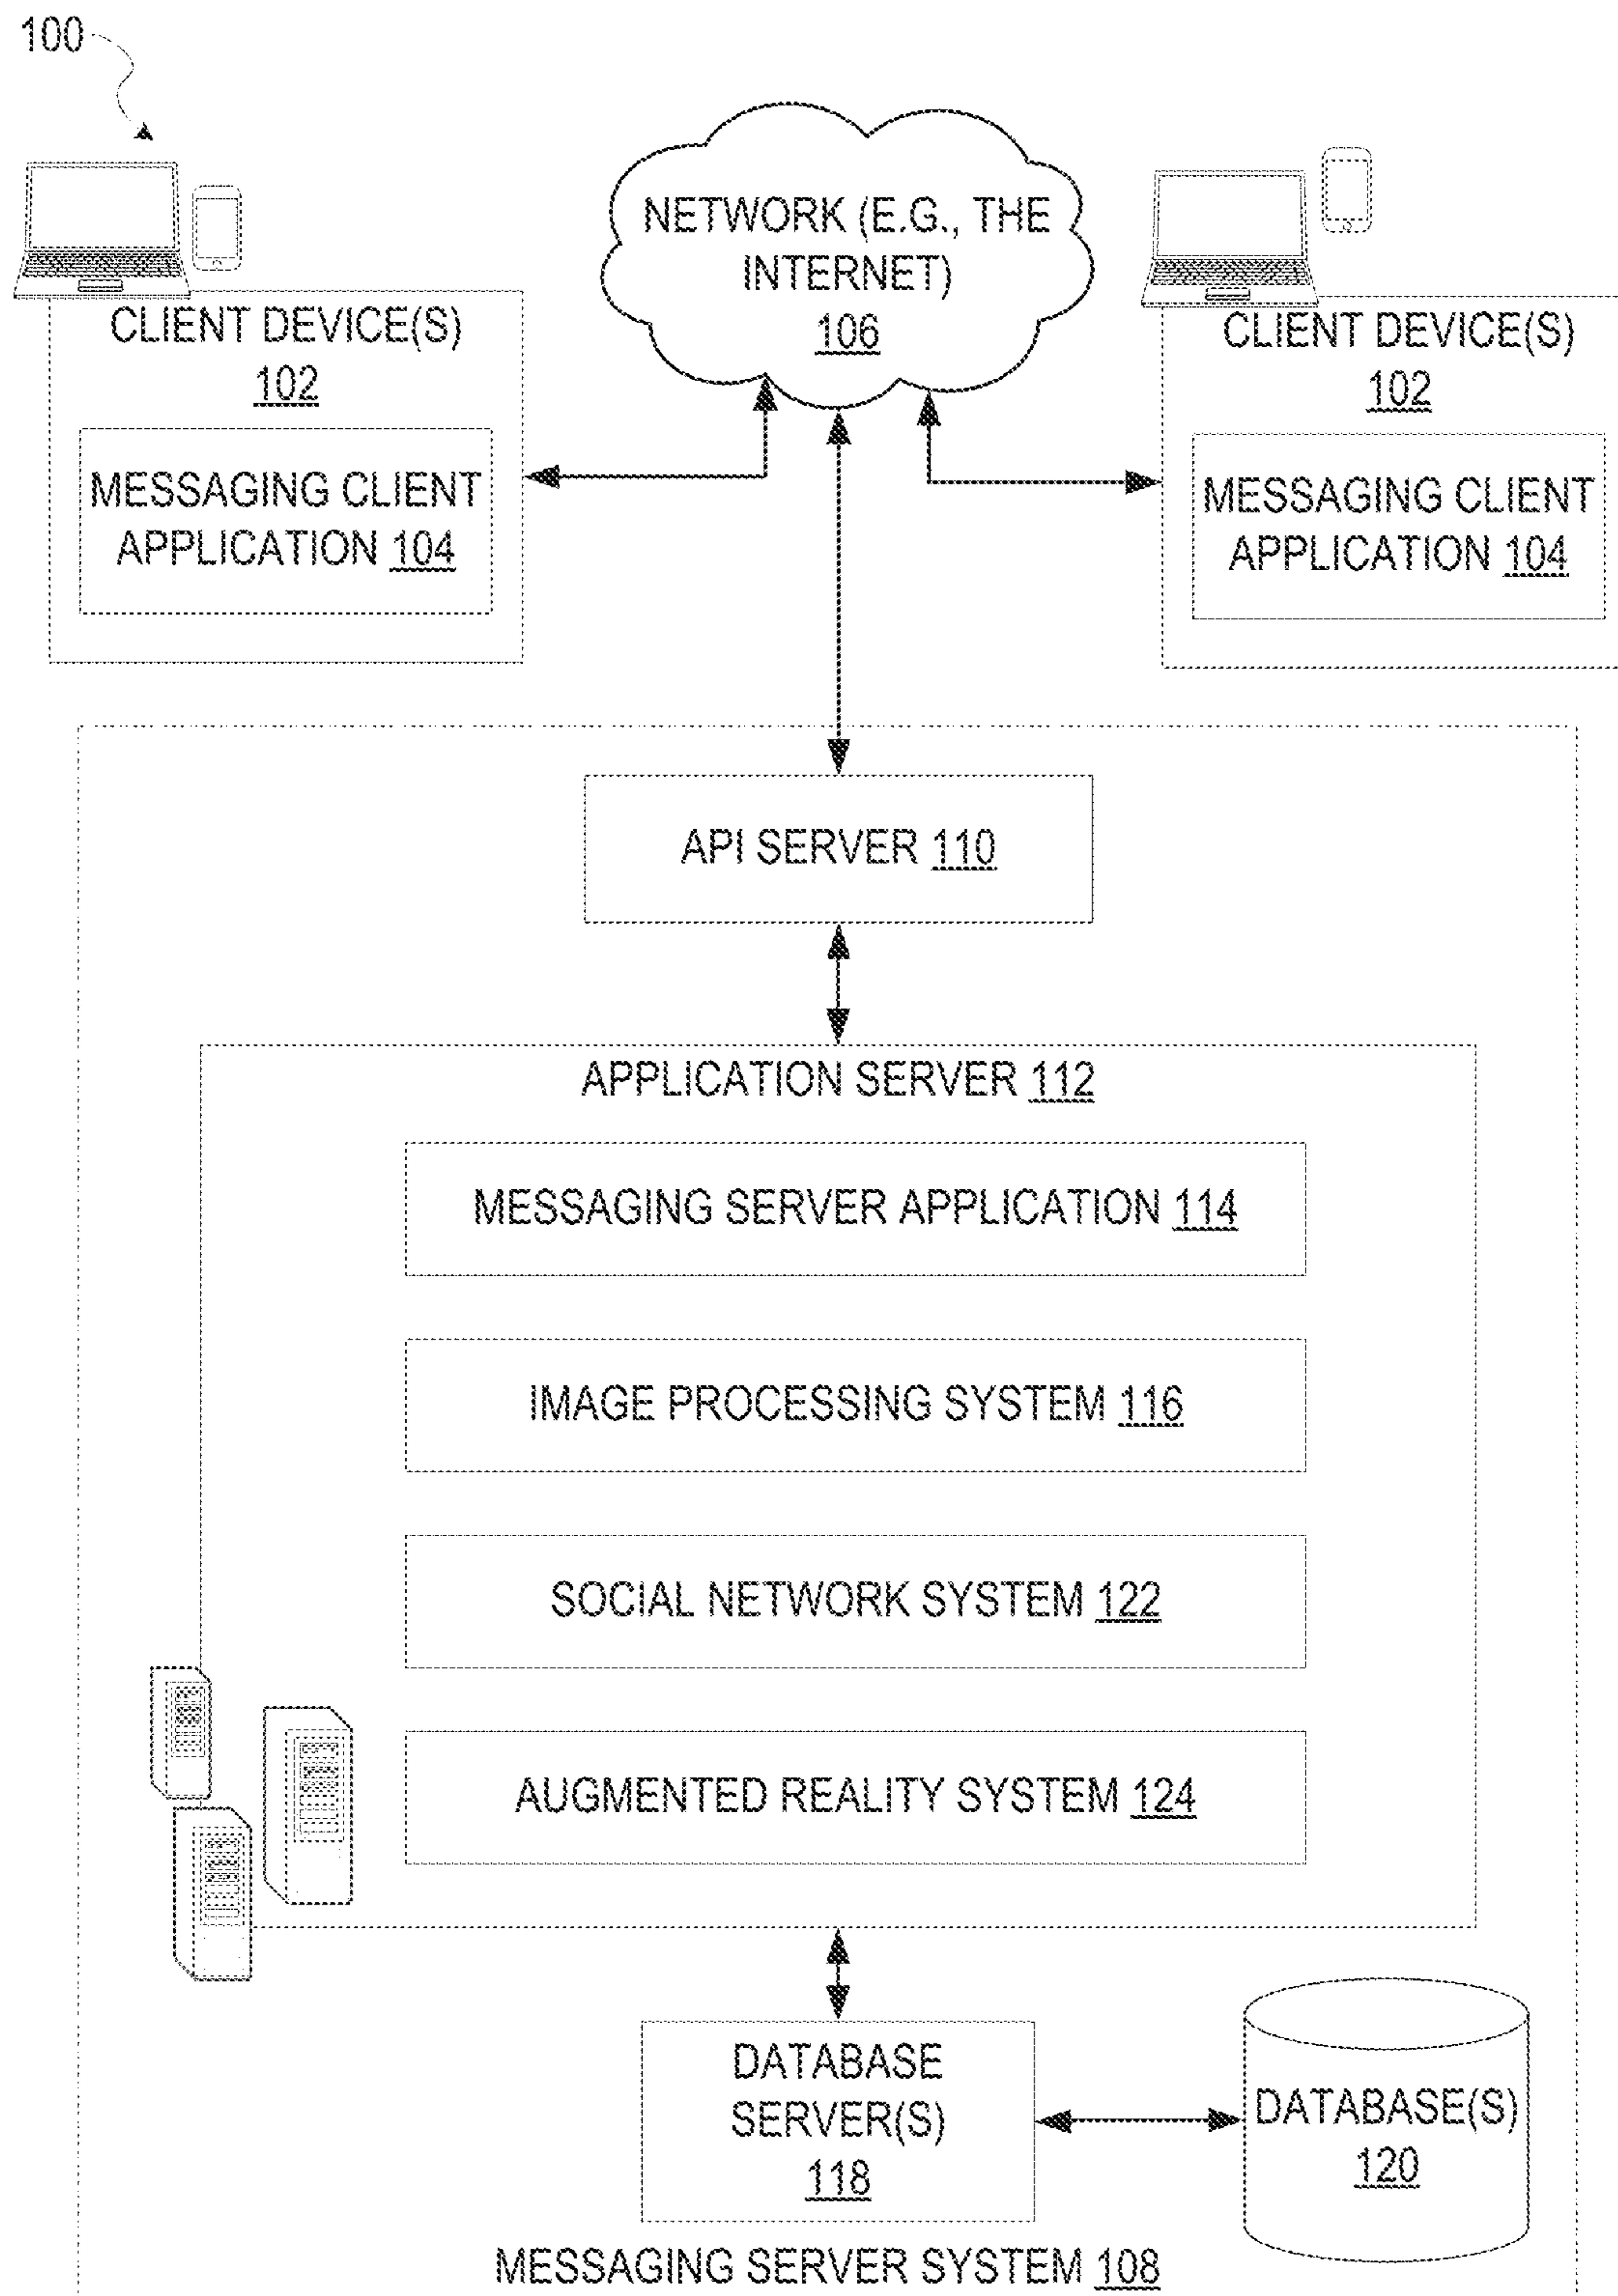 100
NETWORK (E.G., THE
INTERNET)
106
CLIENT DEVICE(S)
102
MESSAGING CLIENT
APPLICATION 104
CLIENT DEVICE(S)
102
MESSAGING CLIENT
APPLICATION 104
API SERVER 110
APPLICATION SERVER 112
MESSAGING SERVER APPLICATION 114
IMAGE PROCESSING SYSTEM 116
SOCIAL NETWORK SYSTEM 122
AUGMENTED REALITY SYSTEM 124
DATABASE
SERVER(S)
118
DATABASE(S)
120
MESSAGING SERVER SYSTEM 108